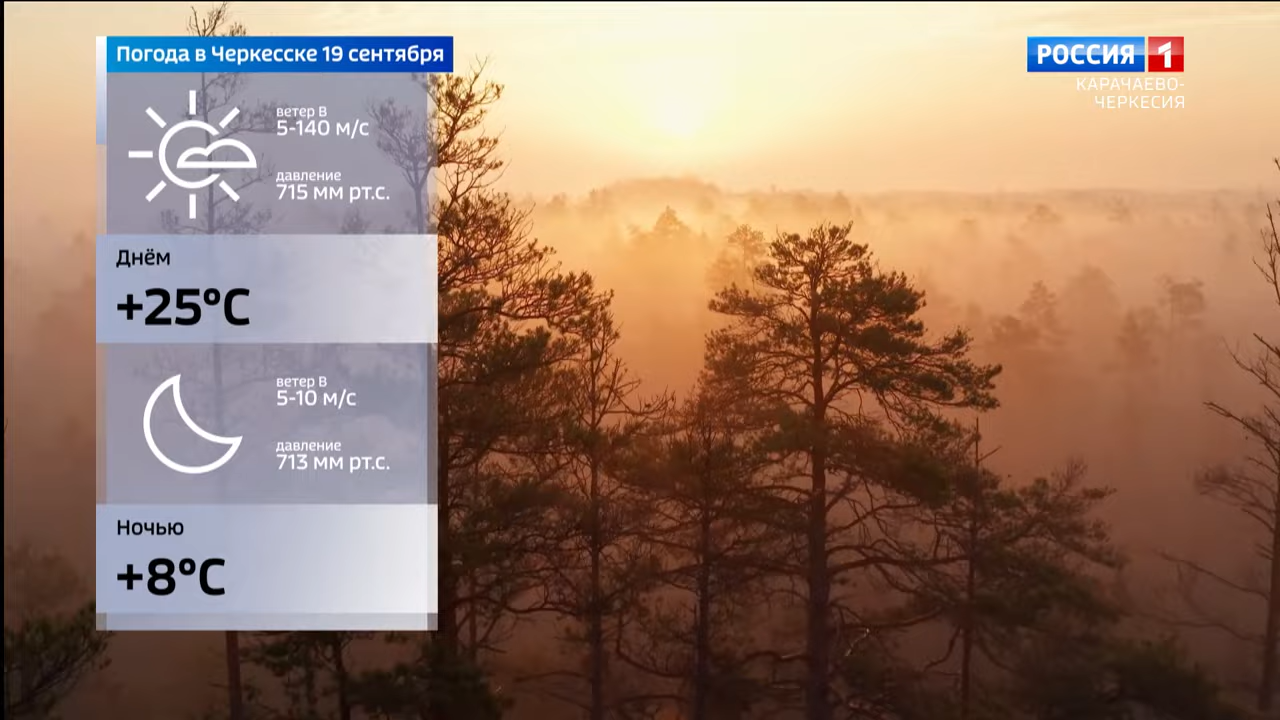 Погода в Черкесске 19 сентября
РОССИЯ 1
КАРАЧАЕВО-
ЧЕРКЕСИЯ
ветер В
5-140 м/с
давление
715 мм рт.с.
Днём
+25°C
ветер В
5-10 м/с
давление
713 мм рт.с.
Ночью
+8°C